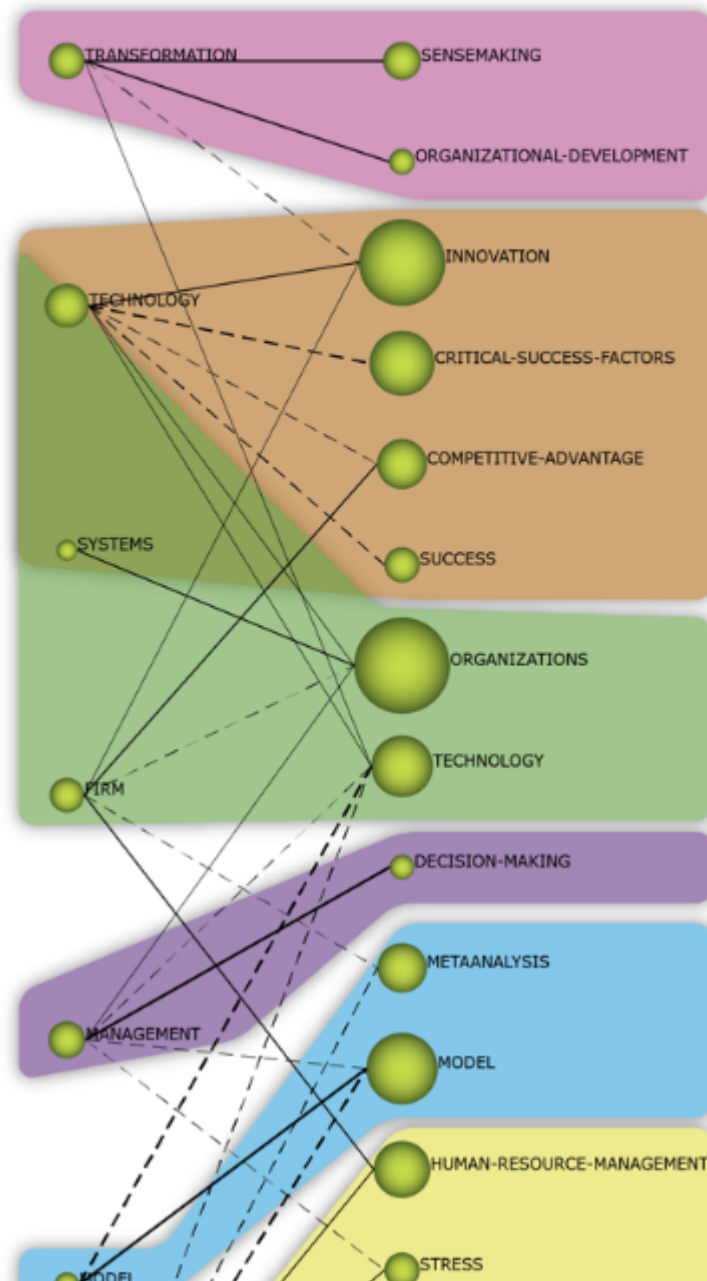 TRANSFORMATION
SENSEMAKING
ORGANIZATIONAL-DEVELOPMENT
INNOVATION
TECHNOLOGY
CRITICAL-SUCCESS-FACTORS
COMPETITIVE-ADVANTAGE
SYSTEMS
SUCCESS
ORGANIZATIONS
TECHNOLOGY
FIRM
DECISION-MAKING
METAANALYSIS
MANAGEMENT
MODEL
HUMAN-RESOURCE-MANAGEMENT
STRESS
MODEL